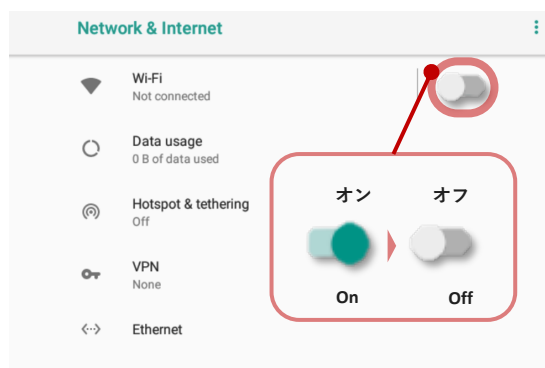 Network & Internet
Wi-Fi
Not connected
Data usage
0 B of data used
Hotspot & tethering
Off
VPN
None
Ethernet
オン オフ
On Off